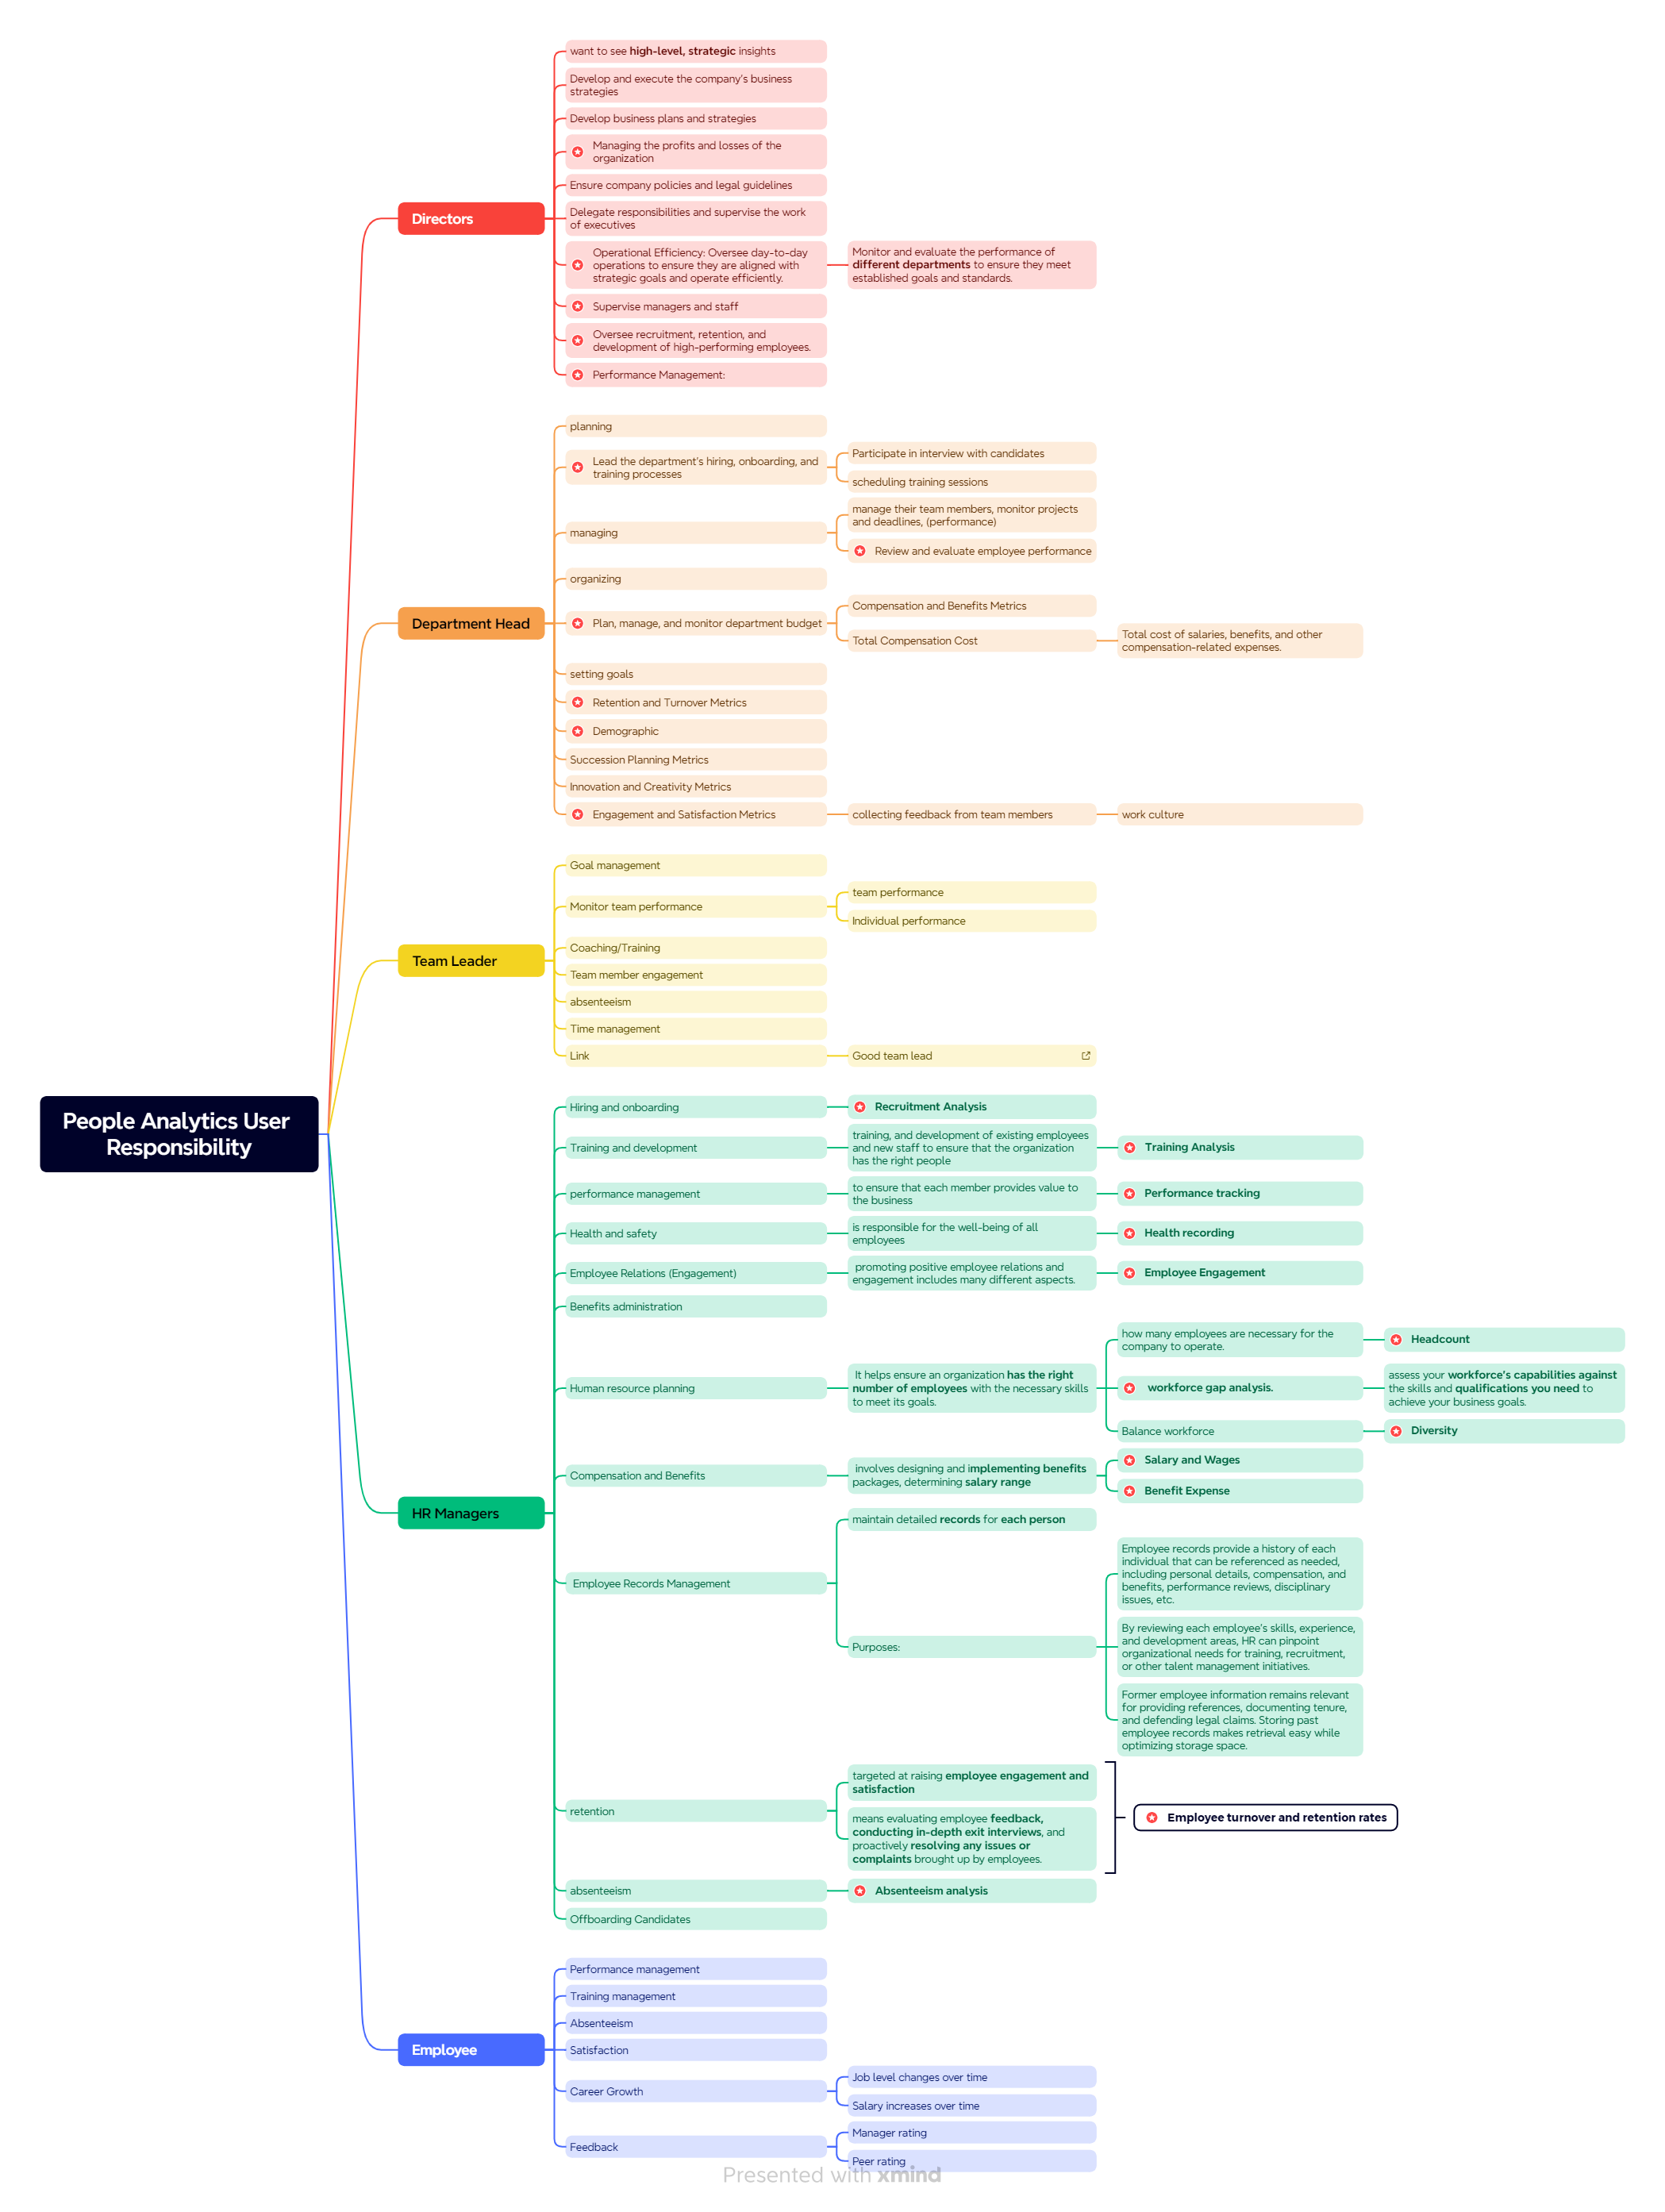 People Analytics User
Responsibility
Directors
want to see high-level, strategic insights
Develop and execute the company's business
strategies
Develop business plans and strategies
Managing the profits and losses of the
organization
Ensure company policies and legal guidelines
Delegate responsibilities and supervise the work
of executives
Operational Efficiency: Oversee day-to-day
operations to ensure they are aligned with
strategic goals and operate efficiently.
Monitor and evaluate the performance of
different departments to ensure they meet
established goals and standards.
Supervise managers and staff
Oversee recruitment, retention, and
development of high-performing employees.
Performance Management:
Department Head
planning
Lead the department's hiring, onboarding, and
training processes
Participate in interview with candidates
scheduling training sessions
managing
manage their team members, monitor projects
and deadlines, (performance)
Review and evaluate employee performance
organizing
Plan, manage, and monitor department budget
Compensation and Benefits Metrics
Total Compensation Cost
Total cost of salaries, benefits, and other
compensation-related expenses.
setting goals
Retention and Turnover Metrics
Demographic
Succession Planning Metrics
Innovation and Creativity Metrics
Engagement and Satisfaction Metrics
collecting feedback from team members
work culture
Team Leader
Goal management
Monitor team performance
team performance
Individual performance
Coaching/Training
Team member engagement
absenteeism
Time management
Link
Good team lead
HR Managers
Hiring and onboarding
Recruitment Analysis
Training and development
training, and development of existing employees
and new staff to ensure that the organization
has the right people
Training Analysis
performance management
to ensure that each member provides value to
the business
Performance tracking
Health and safety
is responsible for the well-being of all
employees
Health recording
Employee Relations (Engagement)
promoting positive employee relations and
engagement includes many different aspects.
Employee Engagement
Benefits administration
Human resource planning
It helps ensure an organization has the right
number of employees with the necessary skills
to meet its goals.
how many employees are necessary for the
company to operate.
Headcount
workforce gap analysis.
assess your workforce's capabilities against
the skills and qualifications you need to
achieve your business goals.
Balance workforce
Diversity
Compensation and Benefits
involves designing and implementing benefits
packages, determining salary range
Salary and Wages
Benefit Expense
Employee Records Management
maintain detailed records for each person
Purposes:
Employee records provide a history of each
individual that can be referenced as needed,
including personal details, compensation, and
benefits, performance reviews, disciplinary
issues, etc.
By reviewing each employee's skills, experience,
and development areas, HR can pinpoint
organizational needs for training, recruitment,
or other talent management initiatives.
Former employee information remains relevant
for providing references, documenting tenure,
and defending legal claims. Storing past
employee records makes retrieval easy while
optimizing storage space.
retention
targeted at raising employee engagement and
satisfaction
means evaluating employee feedback,
conducting in-depth exit interviews, and
proactively resolving any issues or
complaints brought up by employees.
Employee turnover and retention rates
absenteeism
Absenteeism analysis
Offboarding Candidates
Employee
Performance management
Training management
Absenteeism
Satisfaction
Career Growth
Job level changes over time
Salary increases over time
Feedback
Manager rating
Peer rating
Presented with xmind